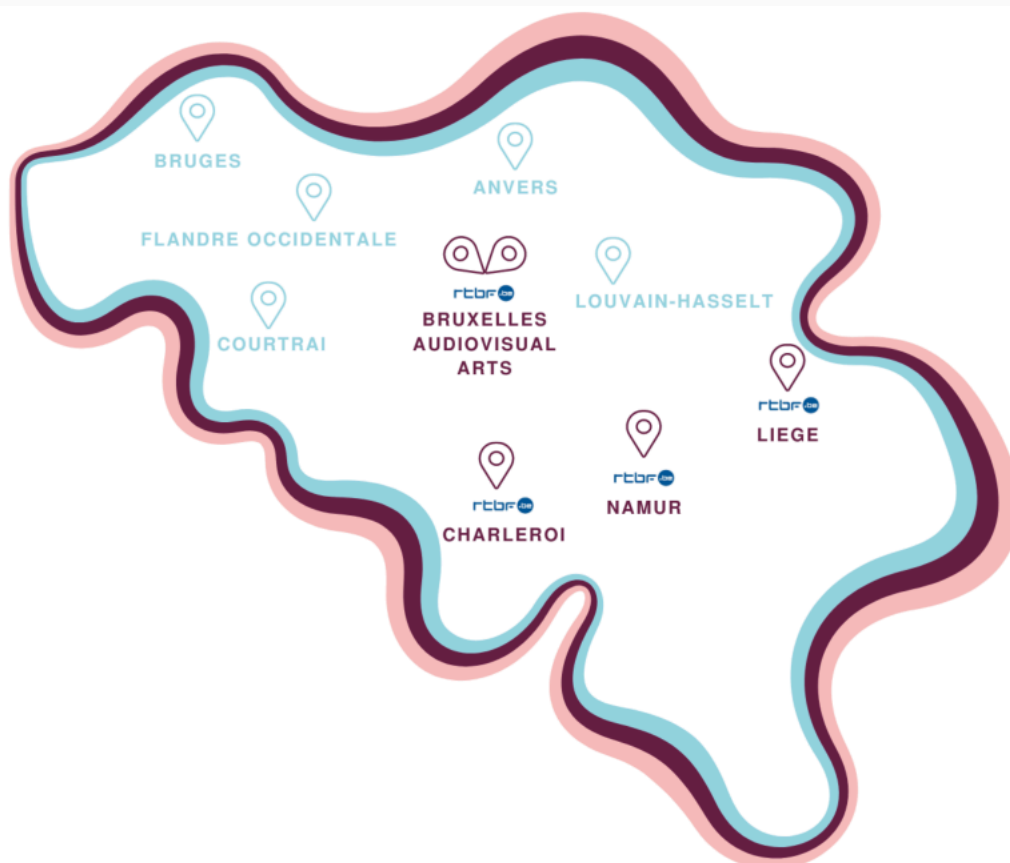 BRUGES
ANVERS
FLANDRE OCCIDENTALE
rtbf.be
BRUXELLES
AUDIOVISUAL
ARTS
LOUVAIN-HASSELT
COURTRAI
rtbf.be
LIEGE
rtbf.be
NAMUR
rtbf.be
CHARLEROI